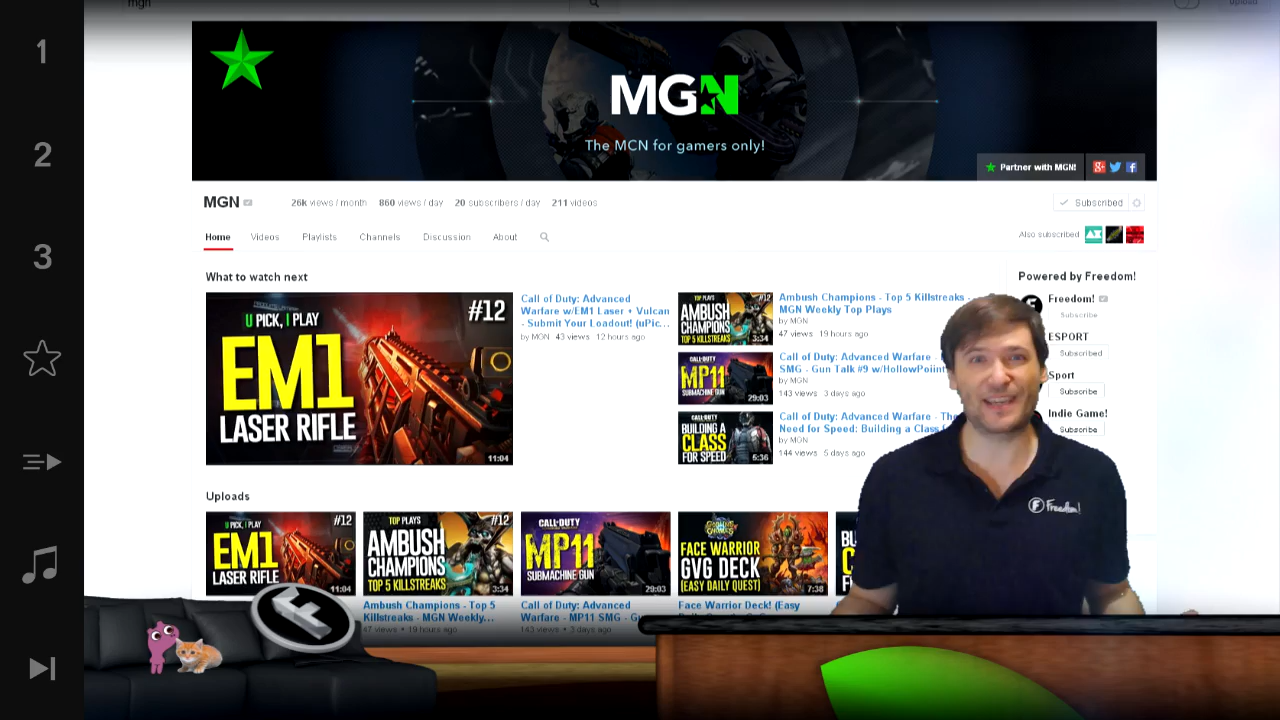 mgn
upload
1
2
3
MGN
The MCN for gamers only!
Partner with MGN!
MGN
26k views / month 860 views / day 20 subscribers / day 211 videos
Subscribed
Home Videos Playlists Channels Discussion About
Also subscribed
What to watch next
Powered by Freedom!
#12
U PICK, I PLAY
EM1
LASER RIFLE
11:04
Call of Duty: Advanced
Warfare w/EM1 Laser + Vulcan
- Submit Your Loadout! (uPic...
by MGN 43 views 12 hours ago
TOP PLAYS
#12
AMBUSH
CHAMPIONS
TOP 5 KILLSTREAKS
3:34
Ambush Champions - Top 5 Killstreaks -
MGN Weekly Top Plays
by MGN
47 views 19 hours ago
CALL·DUTY
MP11
SUBMACHINE GUN
29:03
Call of Duty: Advanced Warfare -
SMG - Gun Talk #9 w/HollowPoiint
by MGN
143 views 3 days ago
CALL·DUTY
BUILDING A
CLASS
FOR SPEED
5:36
Call of Duty: Advanced Warfare - The
Need for Speed: Building a Class
by MGN
144 views 5 days ago
Freedom!
Subscribe
ESPORT
Subscribed
Sport
Subscribe
Indie Game!
Subscribe
Uploads
U PICK, I PLAY
#12
EM1
LASER RIFLE
11:04
TOP PLAYS
#12
AMBUSH
CHAMPIONS
TOP 5 KILLSTREAKS
3:34
Ambush Champions - Top 5
Killstreaks - MGN Weekly...
47 views • 19 hours ago
CALL·DUTY
MP11
SUBMACHINE GUN
29:03
Call of Duty: Advanced
Warfare - MP11 SMG - Gu
143 views • 3 days ago
FACE WARRIOR
GVG DECK
(EASY DAILY QUEST)
7:38
Face Warrior Deck! (Easy
Freedom!